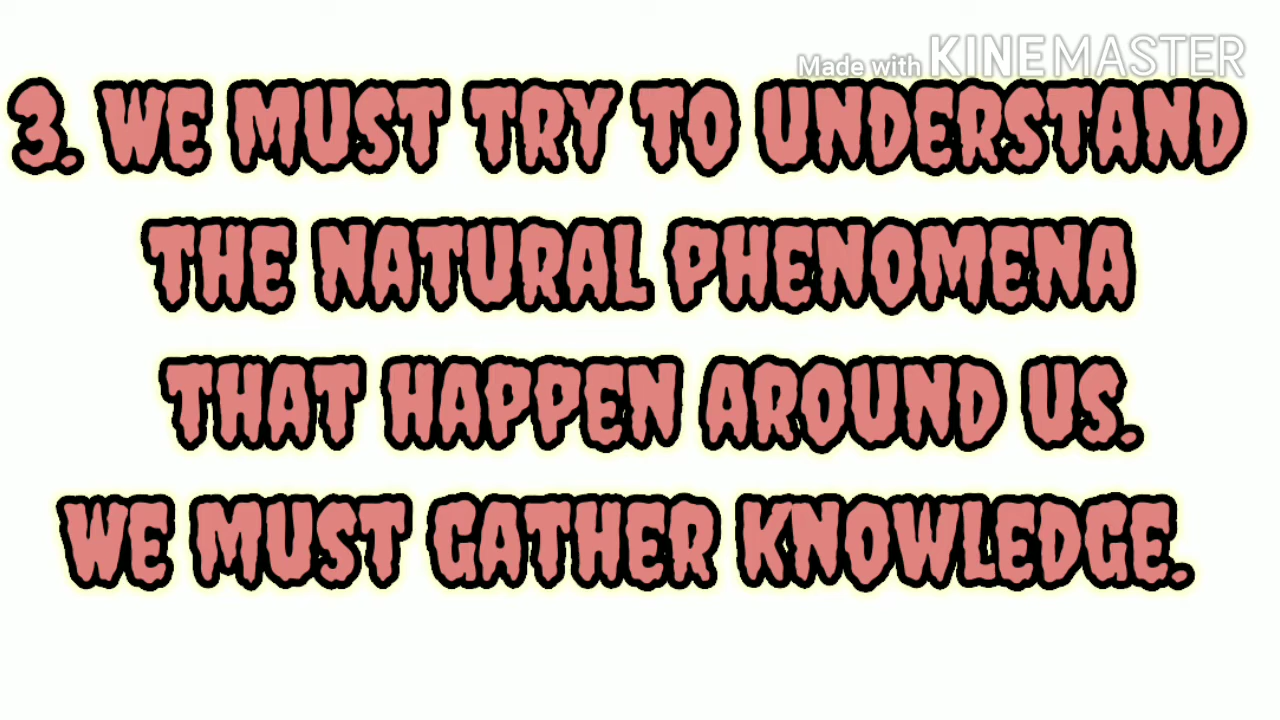 Made with KINEMASTER
3. WE MUST TRY TO UNDERSTAND
THE NATURAL PHENOMENA
THAT HAPPEN AROUND US.
WE MUST GATHER KNOWLEDGE.